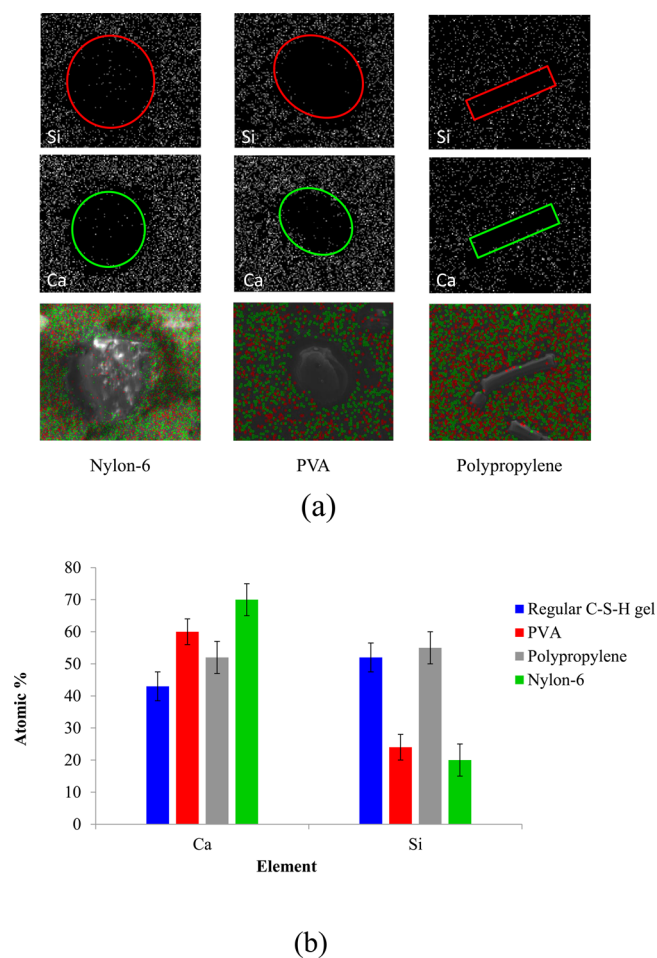 Si
Si
Si
Ca
Ca
Ca
Nylon-6
PVA
Polypropylene
(a)
80
70
60
50
40
30
20
10
0
Atomic %
Ca
Si
Element
Regular C-S-H gel
PVA
Polypropylene
Nylon-6
(b)